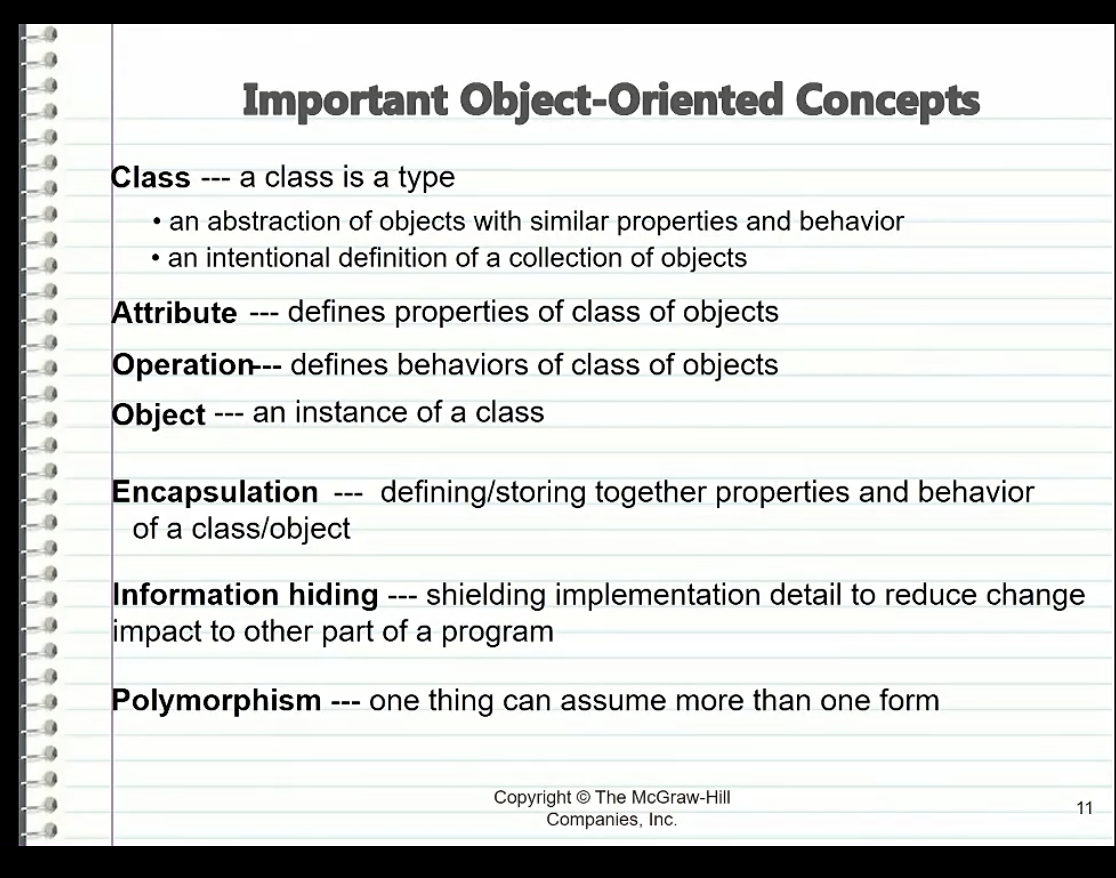 Important Object-Oriented Concepts
Class --- a class is a type
• an abstraction of objects with similar properties and behavior
• an intentional definition of a collection of objects
Attribute --- defines properties of class of objects
Operation--- defines behaviors of class of objects
Object --- an instance of a class
Encapsulation --- defining/storing together properties and behavior
of a class/object
Information hiding --- shielding implementation detail to reduce change
impact to other part of a program
Polymorphism --- one thing can assume more than one form
Copyright © The McGraw-Hill
Companies, Inc.
11